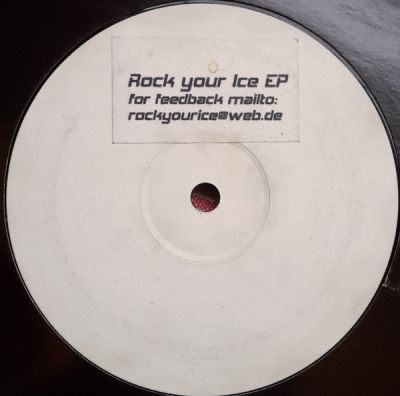 Rock your Ice EP
for feedback mailto:
rockyourice@web.de